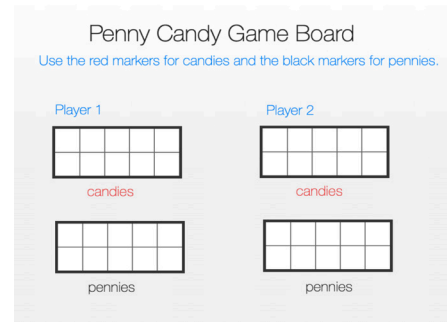 Penny Candy Game Board
Use the red markers for candies and the black markers for pennies.
Player 1
Player 2
candies
candies
pennies
pennies